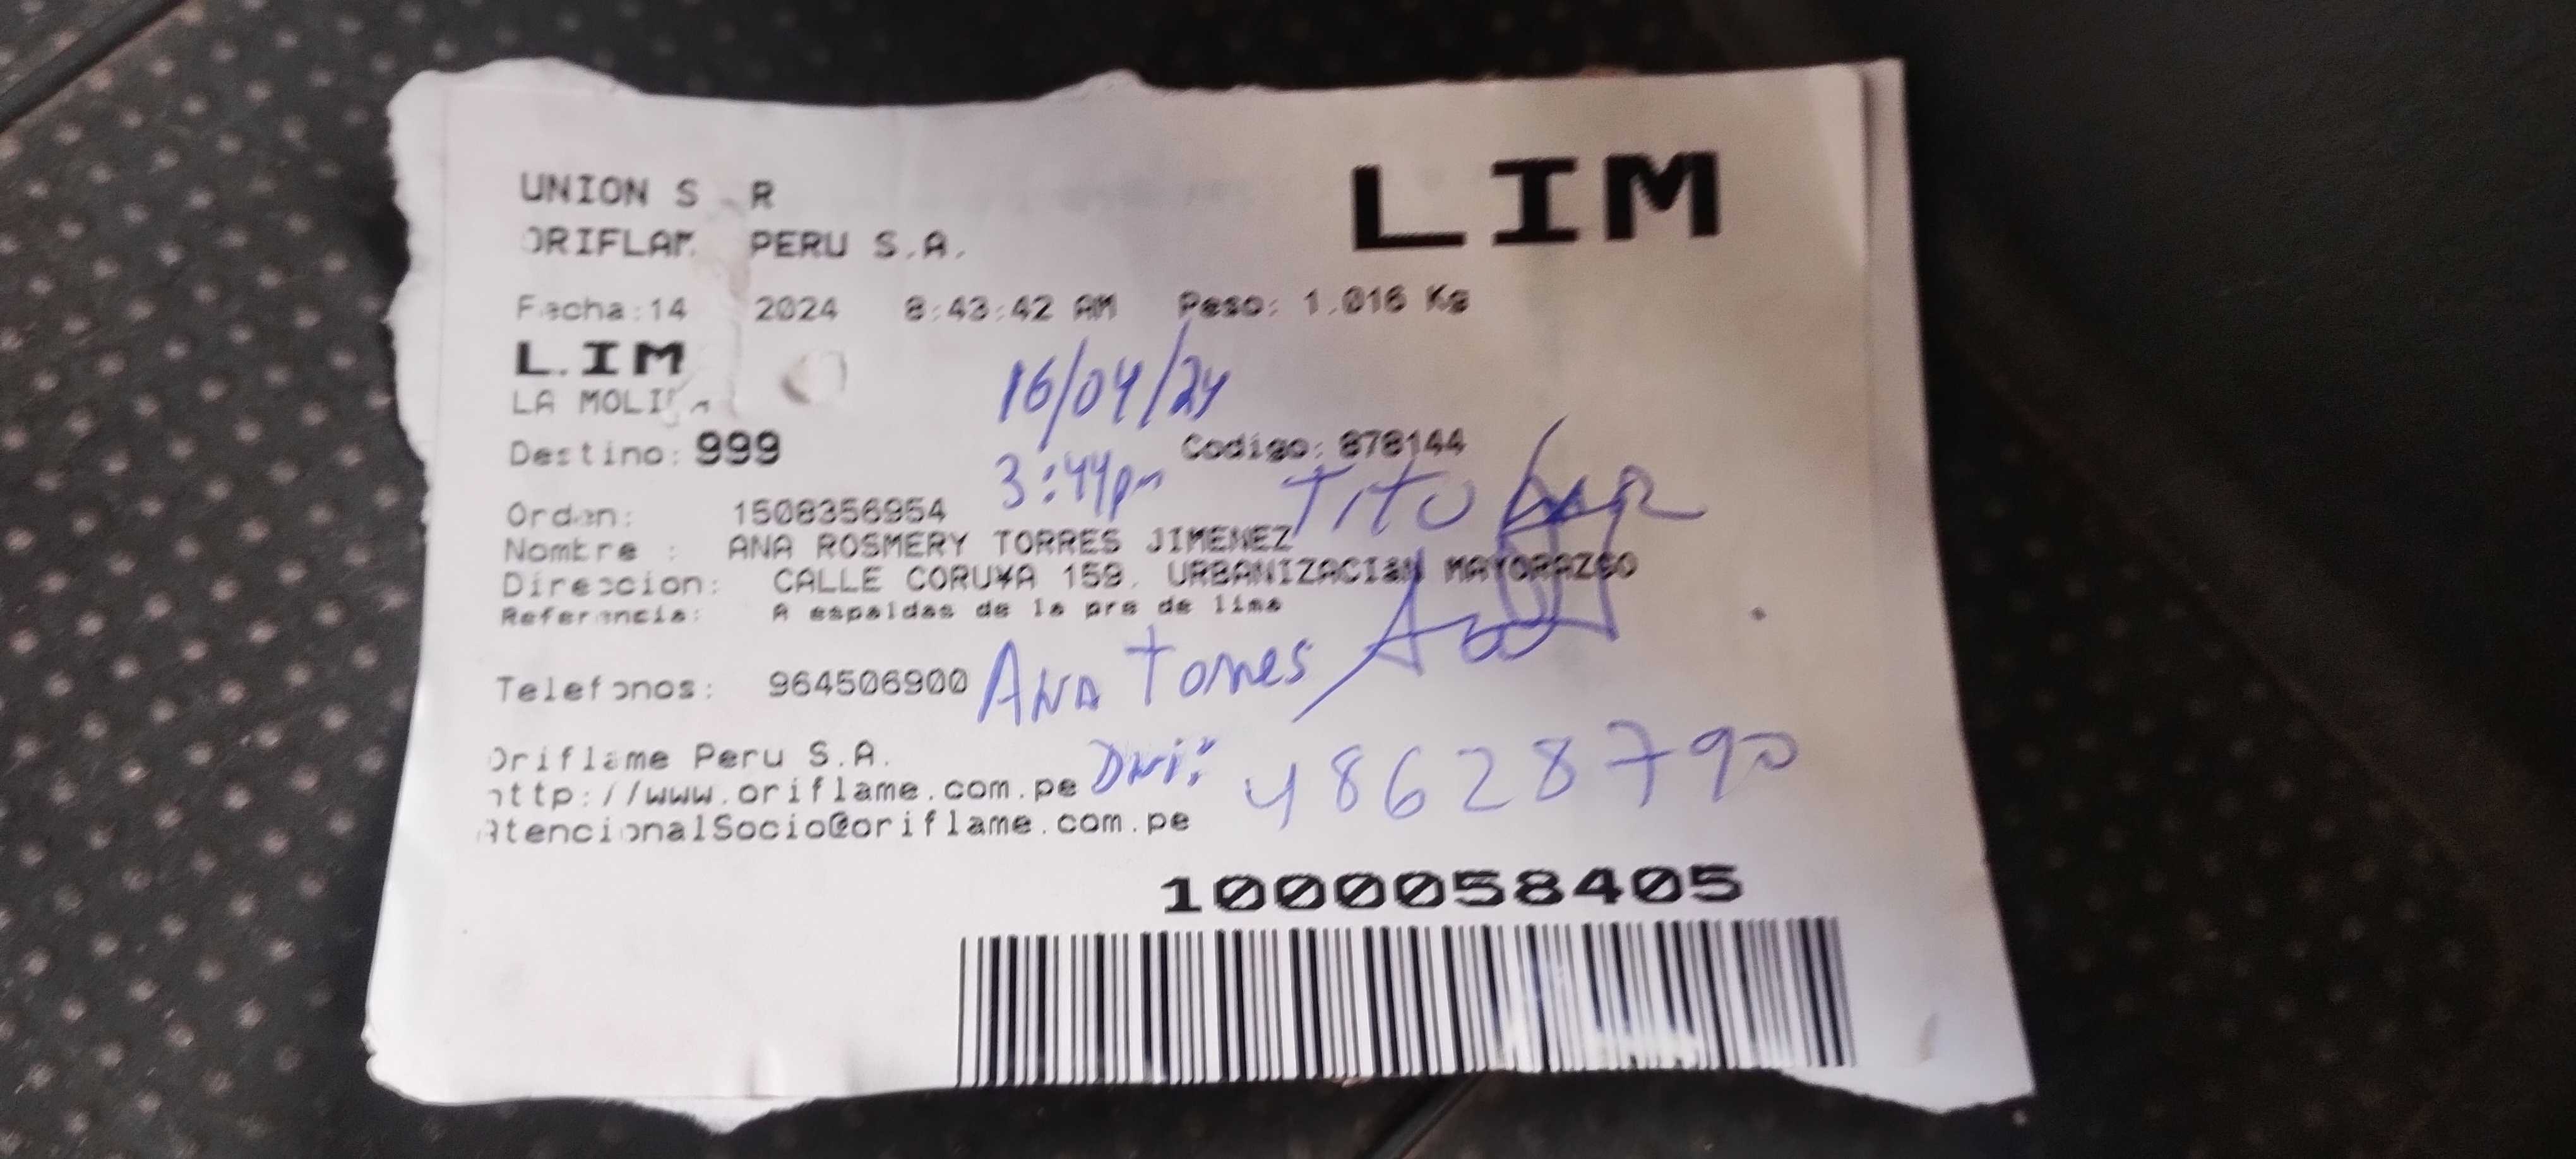 UNION S R
LIM
ORIFLAM PERU S.A.
Fecha:14 2024 8:43:42 AM Peso: 1.016 Kg
LIM
LA MOLI
16/04/24
Destino: 999
Codigo: 878144
3:44pm
Titular
Orden: 1508356954
Nombre : ANA ROSMERY TORRES JIMENEZ
Direccion: CALLE CORU¥A 159. URBANIZACIàN MAYORAZGO
Referencia: A espaldas de la pre de lima
Ana Torres
Telefonos: 964506900
Oriflame Peru S.A.
Dni: 48628790
http://www.oriflame.com.pe
AtencionalSocio@oriflame.com.pe
1000058405